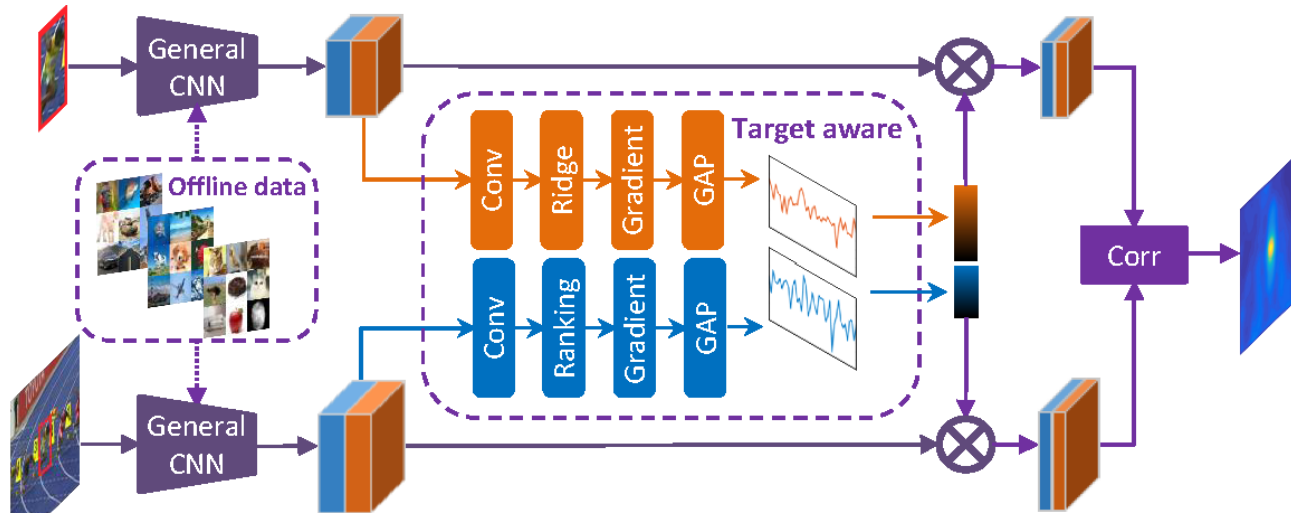 General
CNN
Offline data
Target aware
Conv
Ridge
Gradient
GAP
Conv
Ranking
Gradient
GAP
General
CNN
Corr